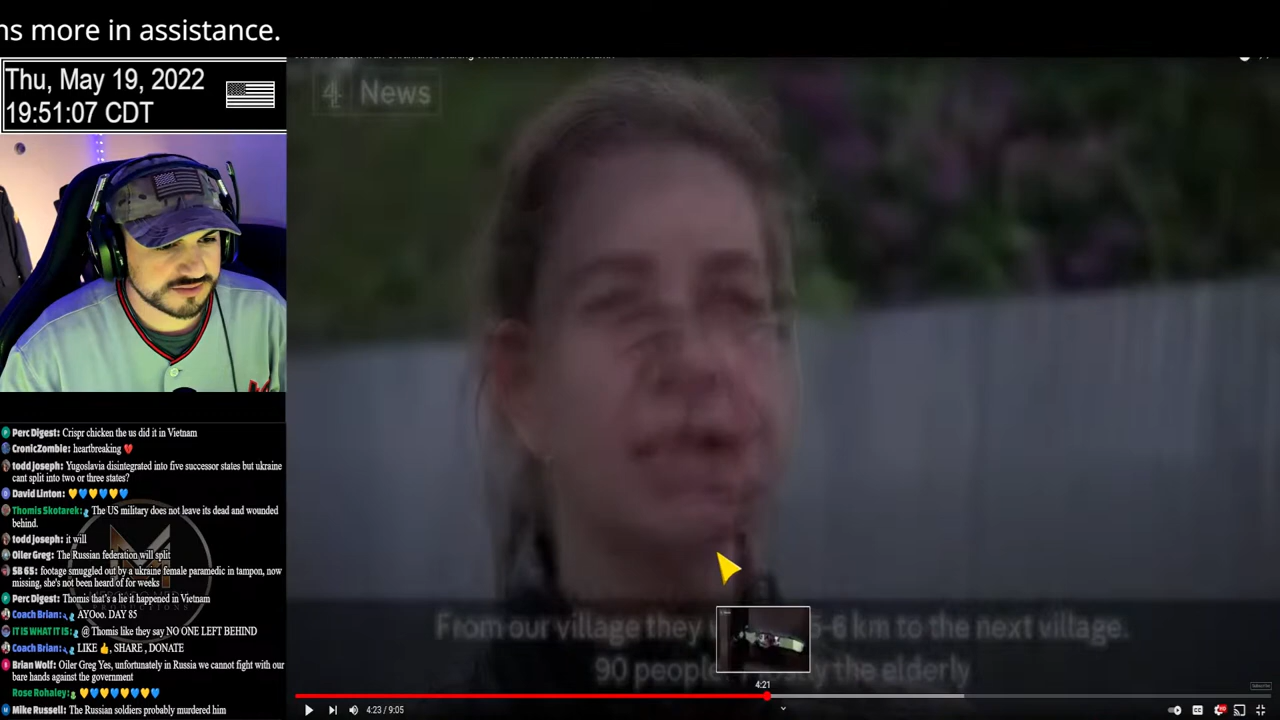 ns more in assistance.
Thu, May 19, 2022
19:51:07 CDT
4 News
Perc Digest: Crispr chicken the us did it in Vietnam
CronicZombie: heartbreaking 💔
todd joseph: Yugoslavia disintegrated into five successor states but ukraine
cant split into two or three states?
David Linton: 💛💙💛💙💛💙
Thomis Skotarek: The US military does not leave its dead and wounded
behind.
todd joseph: it will
Oiler Greg: The Russian federation will split
SB 65: footage smuggled out by a ukraine female paramedic in tampon, now
missing, she's not been heard of for weeks
Perc Digest: Thomis that's a lie it happened in Vietnam
PRODUCTIONS
Coach Brian: AYOoo. DAY 85
IT IS WHAT IT IS: @ Thomis like they say NO ONE LEFT BEHIND
Coach Brian: LIKE 👍, SHARE , DONATE
Brian Wolf: Oiler Greg Yes, unfortunately in Russia we cannot fight with our
bare hands against the government
Rose Rohaley: 💛💙💛💙💛💙💛
Mike Russell: The Russian soldiers probably murdered him
From our village they 5-6 km to the next village.
90 people the elderly
4:21
4:23 / 9:05